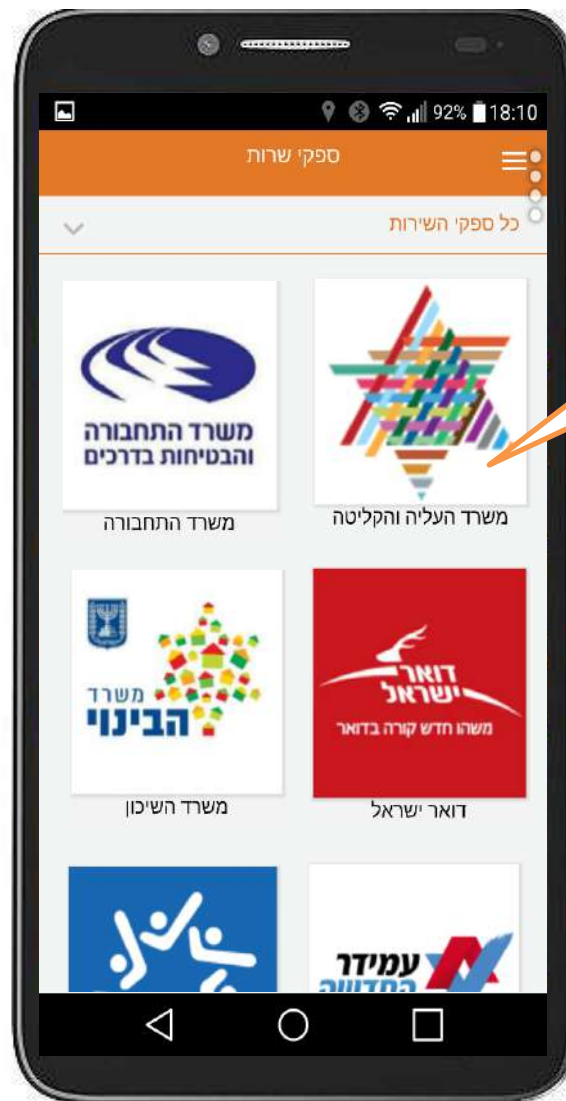 92% 18:10
ספקי שרות
כל ספקי השירות
משרד התחבורה
והבטיחות בדרכים
משרד העליה והקליטה
משרד התחבורה
דואר
ישראל
משהו חדש קורה בדואר
משרד
הבינוי
דואר ישראל
משרד השיכון
עמידר
החדשה